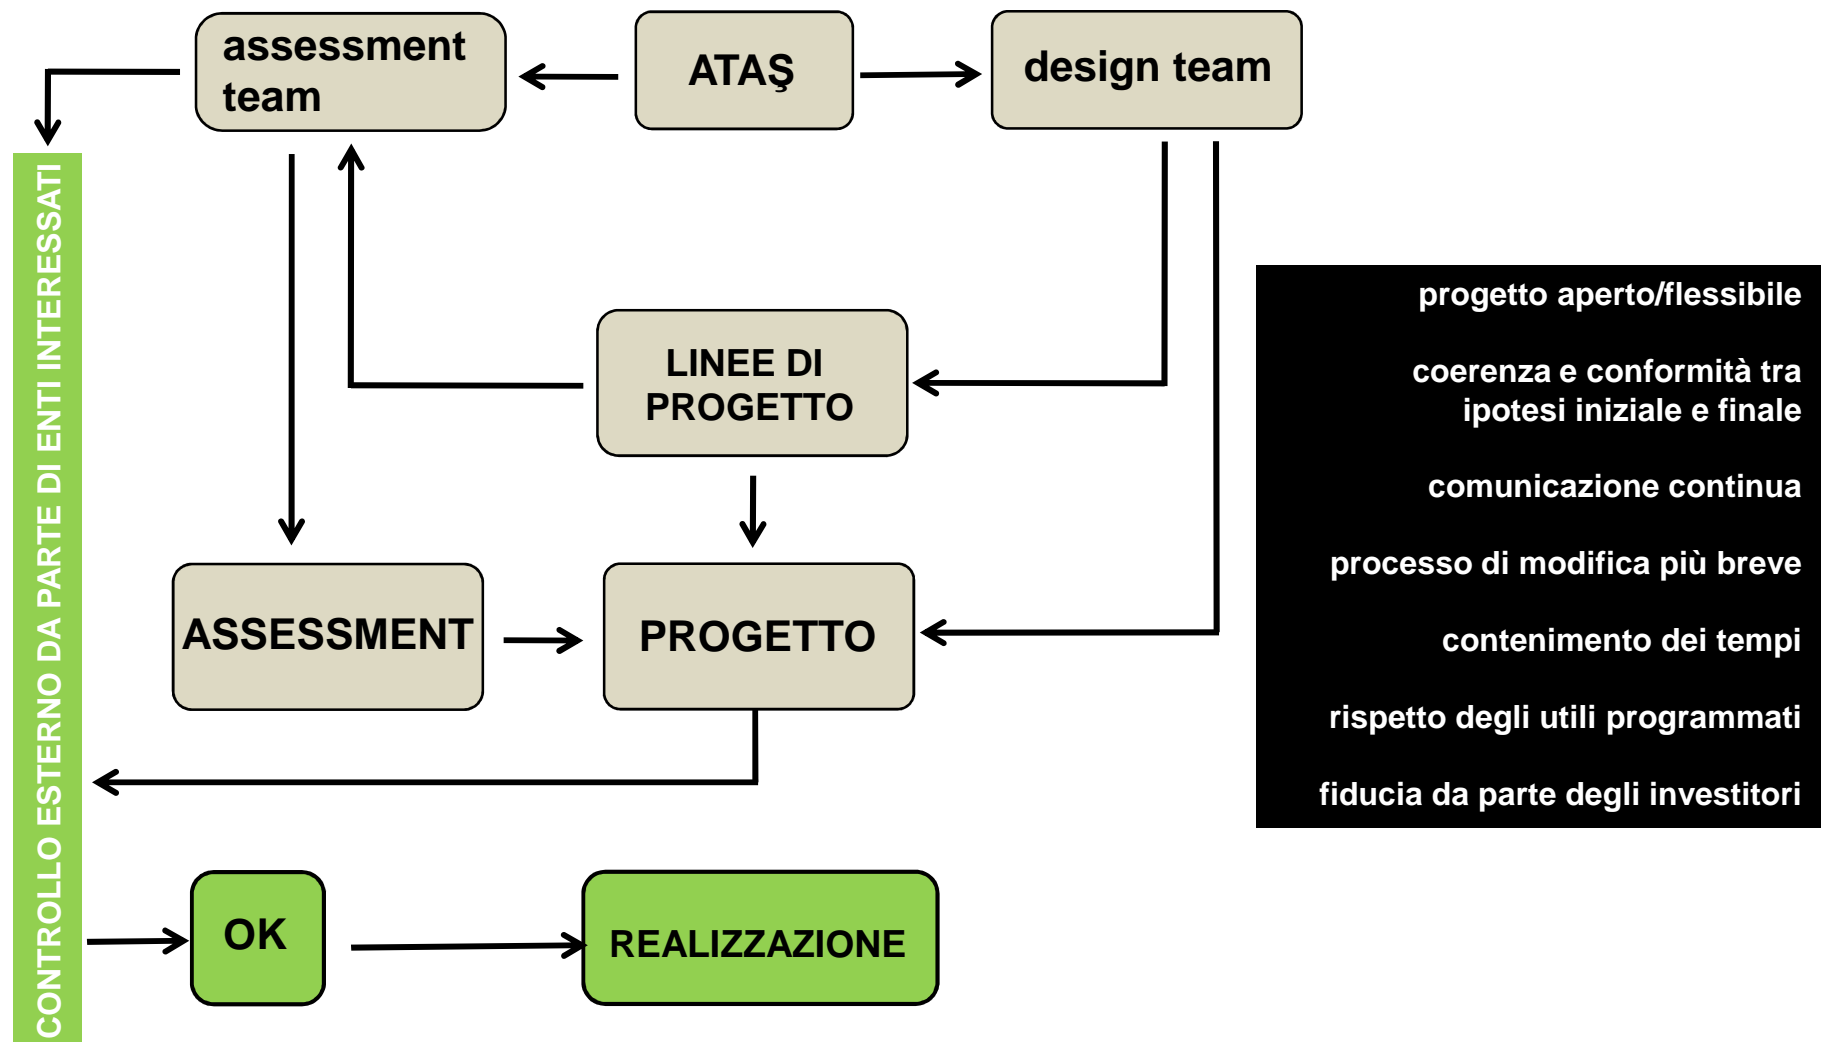 assessment
team
ATAŞ
design team
CONTROLLO ESTERNO DA PARTE DI ENTI INTERESSATI
LINEE DI
PROGETTO
ASSESSMENT
PROGETTO
OK
REALIZZAZIONE
progetto aperto/flessibile
coerenza e conformità tra
ipotesi iniziale e finale
comunicazione continua
processo di modifica più breve
contenimento dei tempi
rispetto degli utili programmati
fiducia da parte degli investitori